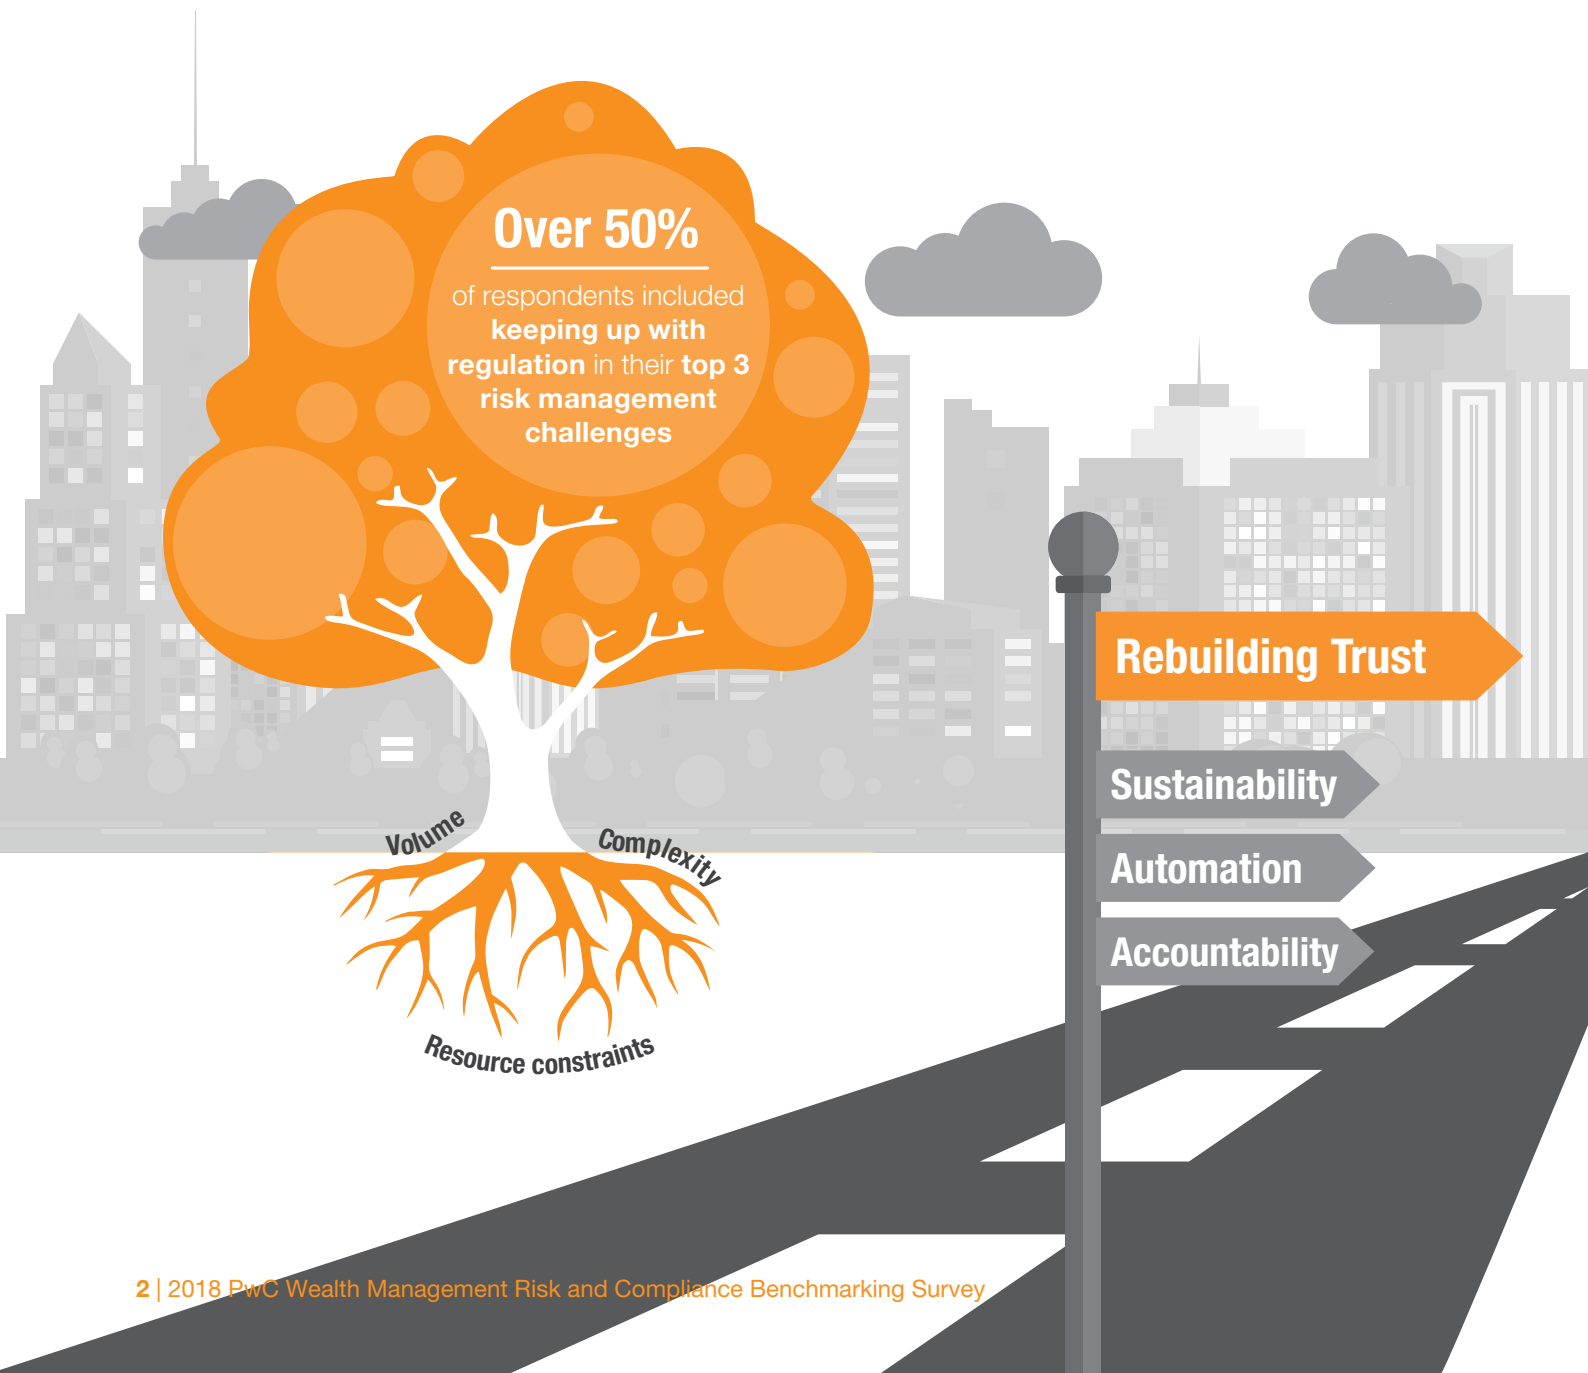 Over 50%
of respondents included
keeping up with
regulation in their top 3
risk management
challenges
Rebuilding Trust
Sustainability
Automation
Accountability
Volume
Complexity
Resource constraints
2 | 2018 PwC Wealth Management Risk and Compliance Benchmarking Survey